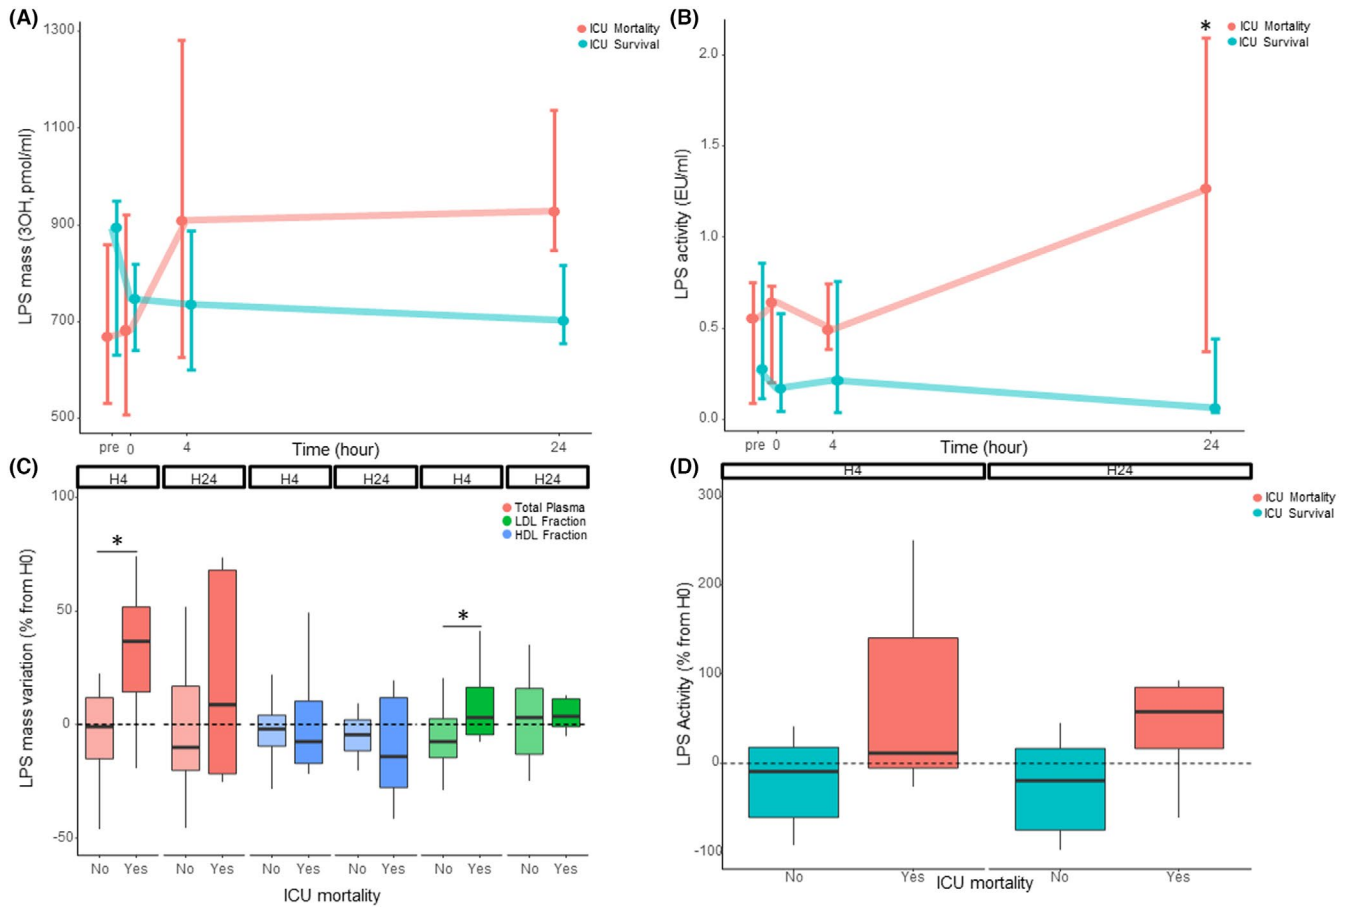 (A)
1300
1100
900
700
500
LPS mass (3OH, pmol/ml)
ICU Mortality
ICU Survival
pre 0 4 24
Time (hour)
(B)
2.0
1.5
1.0
0.5
0.0
LPS activity (EU/ml)
*
ICU Mortality
ICU Survival
pre 0 4 24
Time (hour)
(C)
H4 H24 H4 H24 H4 H24
100
50
0
-50
LPS mass variation (% from H0)
Total Plasma
LDL Fraction
HDL Fraction
*
*
No Yes No Yes No Yes No Yes No Yes No Yes
ICU mortality
(D)
H4 H24
300
200
100
0
-100
LPS Activity (% from H0)
ICU Mortality
ICU Survival
No Yes No Yes
ICU mortality